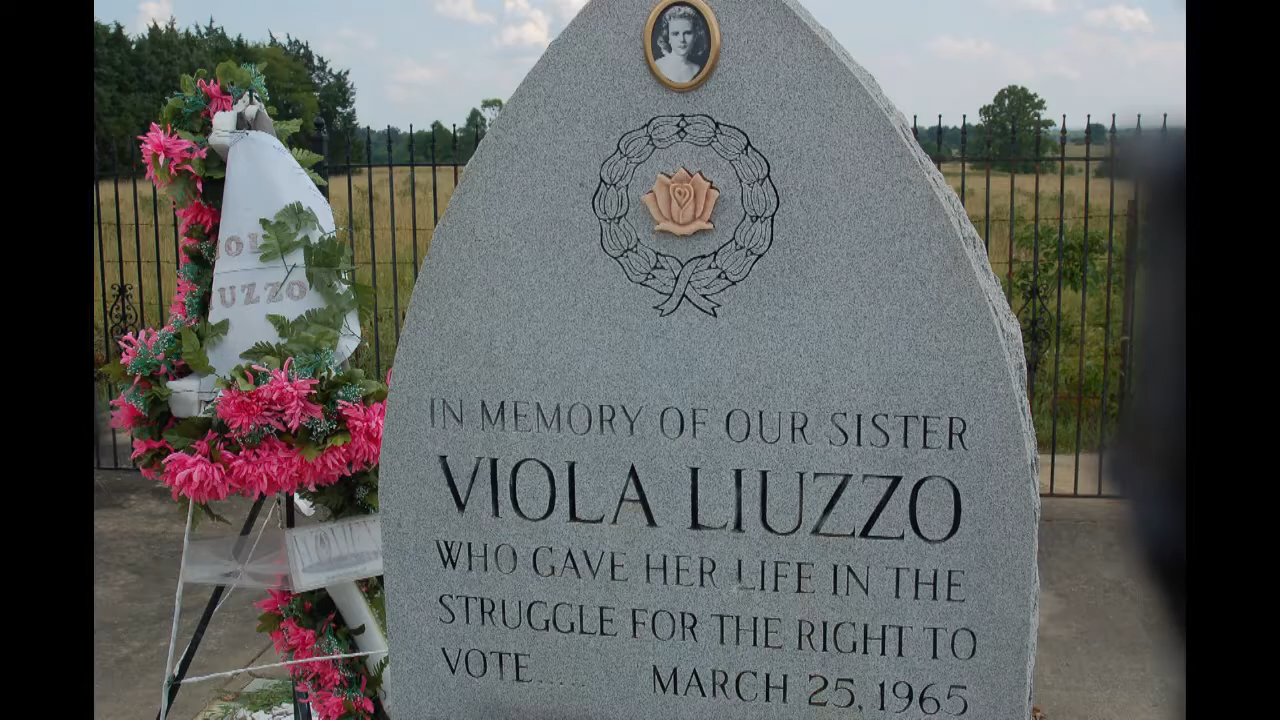 IN MEMORY OF OUR SISTER
VIOLA LIUZZO
WHO GAVE HER LIFE IN THE
STRUGGLE FOR THE RIGHT TO
VOTE..... MARCH 25, 1965